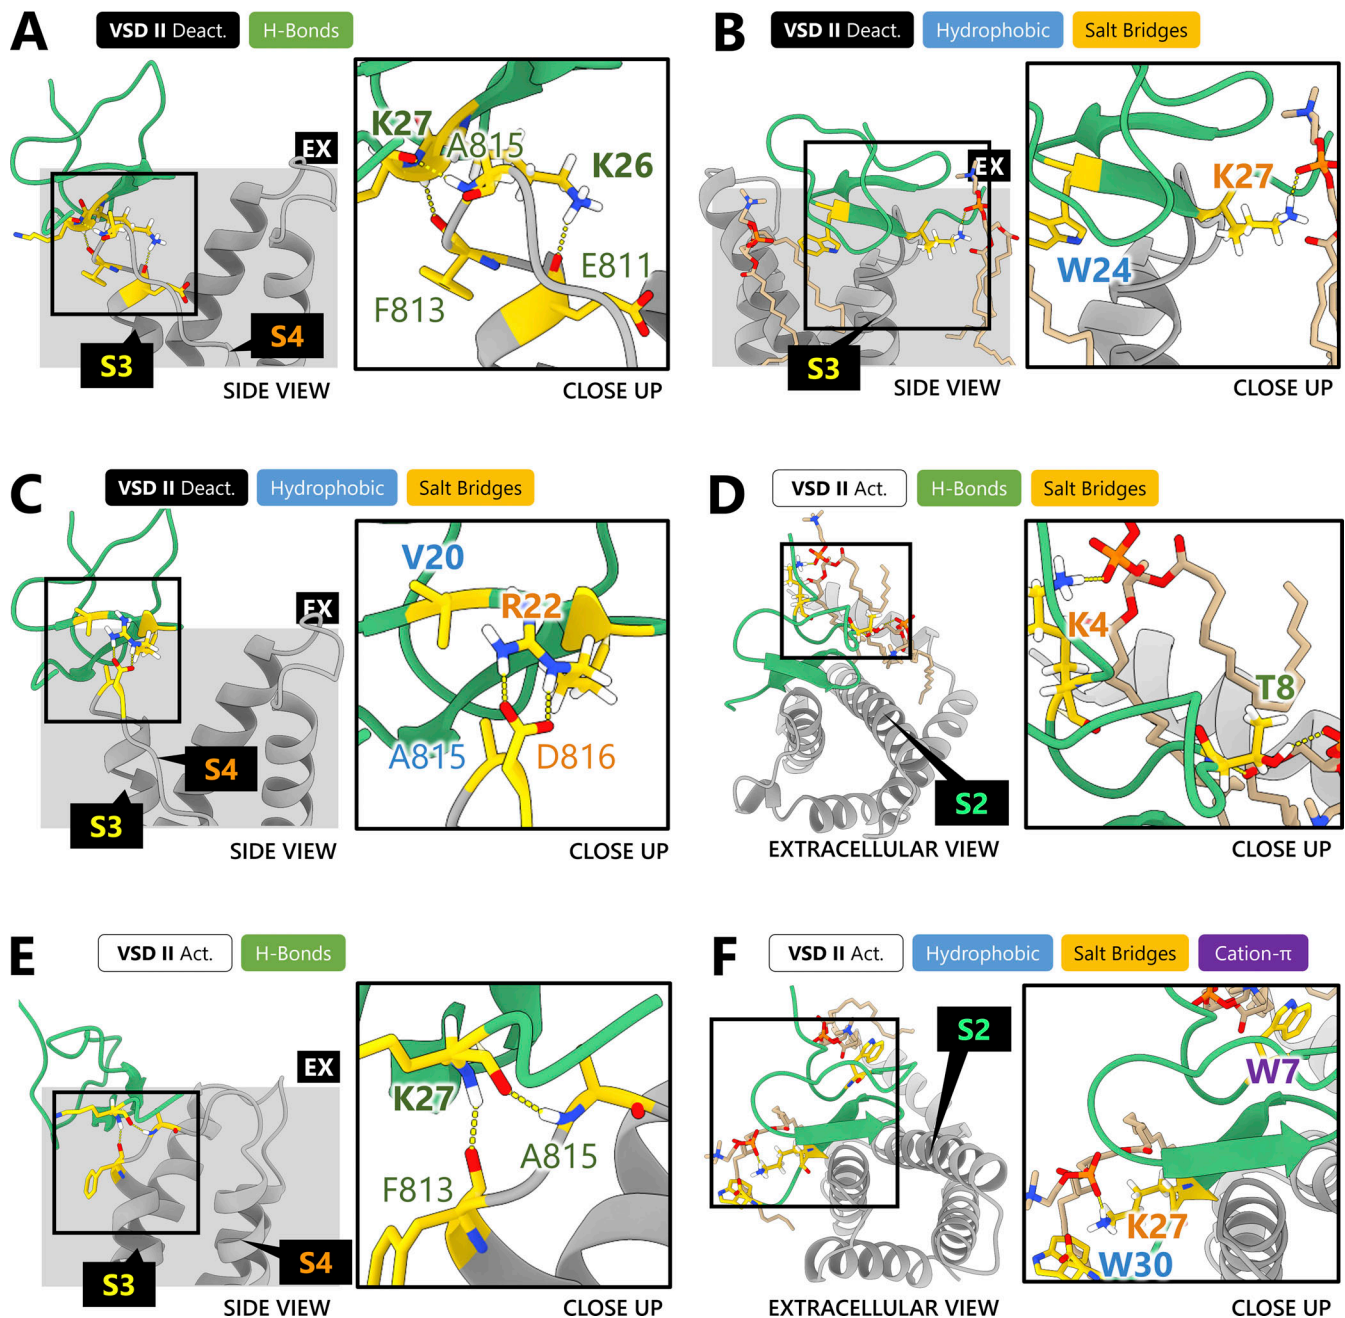 A
VSD II Deact.
H-Bonds
EX
S3
S4
SIDE VIEW
K27
A815
K26
E811
F813
CLOSE UP
B
VSD II Deact.
Hydrophobic
Salt Bridges
EX
S3
SIDE VIEW
K27
W24
CLOSE UP
C
VSD II Deact.
Hydrophobic
Salt Bridges
EX
S4
S3
SIDE VIEW
V20
R22
A815
D816
CLOSE UP
D
VSD II Act.
H-Bonds
Salt Bridges
S2
EXTRACELLULAR VIEW
K4
T8
CLOSE UP
E
VSD II Act.
H-Bonds
EX
S3
S4
SIDE VIEW
K27
A815
F813
CLOSE UP
F
VSD II Act.
Hydrophobic
Salt Bridges
Cation-π
S2
EXTRACELLULAR VIEW
W7
K27
W30
CLOSE UP